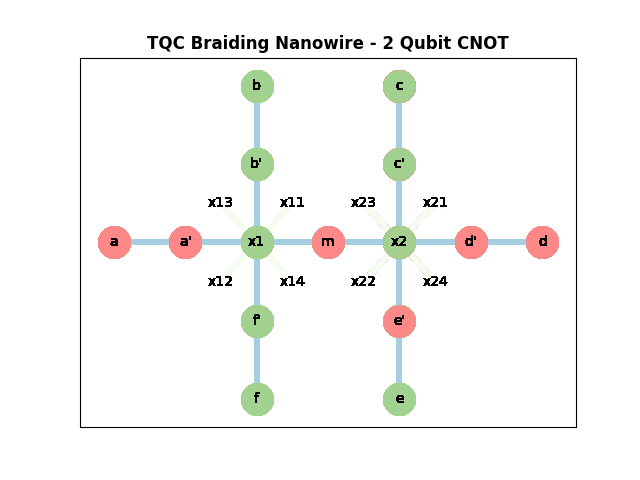 TQC Braiding Nanowire - 2 Qubit CNOT
b c
b' c'
x13 x11 x23 x21
a a' x1 m x2 d' d
x12 x14 x22 x24
f' e'
f e